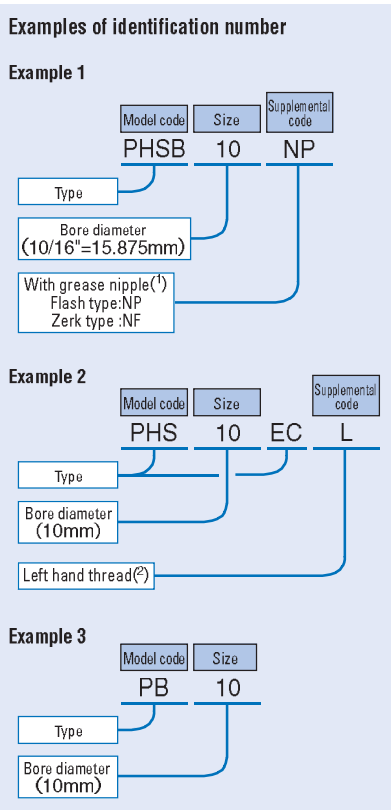 Examples of identification number
Example 1
Supplemental
code
Model code Size
PHSB 10 NP
Type
Bore diameter
(10/16"=15.875mm)
With grease nipple(1)
Flash type:NP
Zerk type :NF
Example 2
Supplemental
code
Model code Size
PHS 10 EC L
Type
Bore diameter
(10mm)
Left hand thread(2)
Example 3
Model code Size
PB 10
Type
Bore diameter
(10mm)